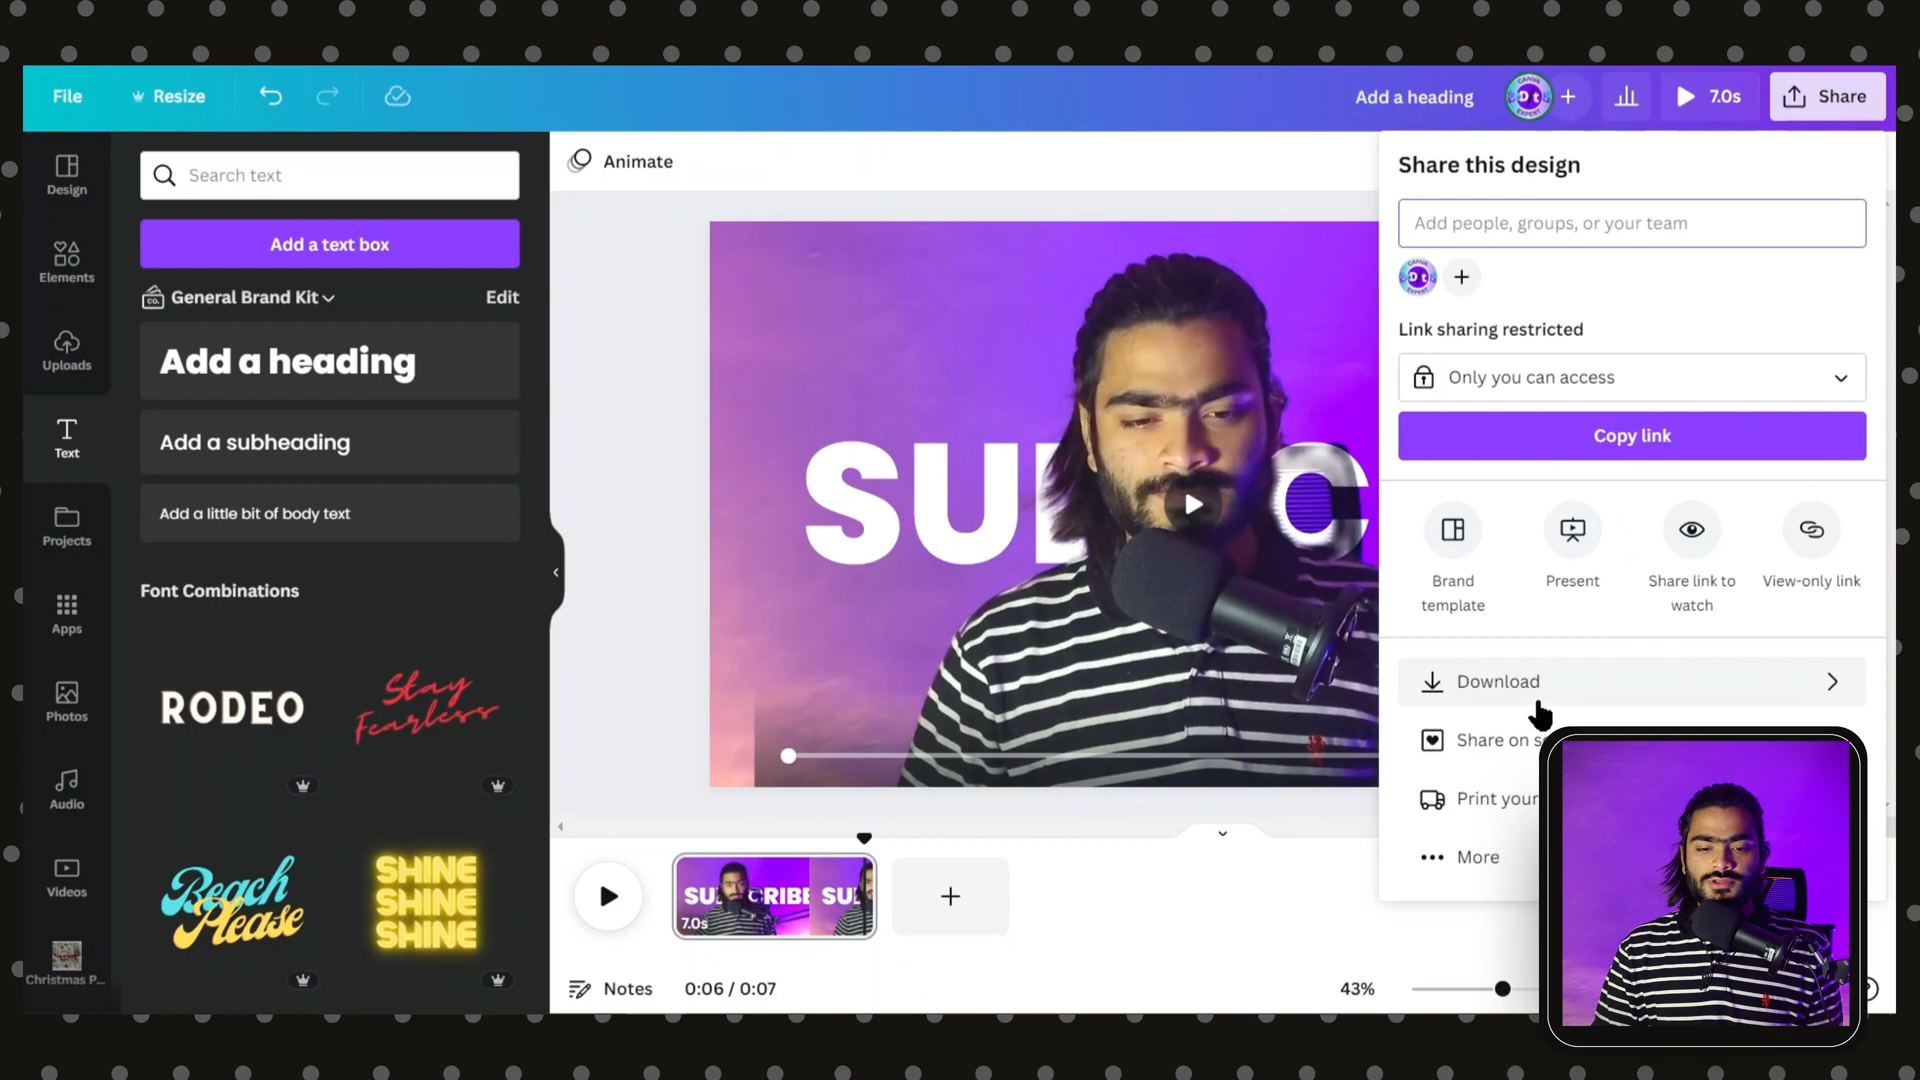 File
Resize
Add a heading
7.0s
Share
Design
Elements
Uploads
Text
Projects
Apps
Photos
Audio
Videos
Christmas P...
Search text
Add a text box
General Brand Kit
Edit
Add a heading
Add a subheading
Add a little bit of body text
Font Combinations
RODEO
Stay
Fearless
Beach
Please
SHINE
SHINE
SHINE
Animate
SU C
Share this design
Add people, groups, or your team
Link sharing restricted
Only you can access
Copy link
Brand
template
Present
Share link to
watch
View-only link
Download
Share on s
Print your
More
7.0s
Notes
0:06 / 0:07
43%